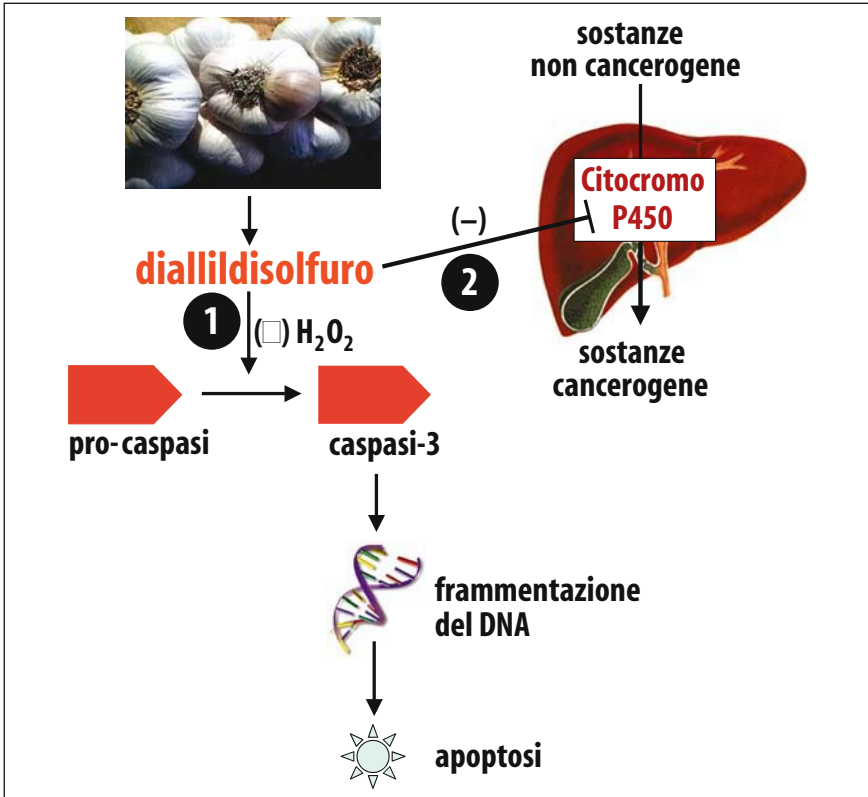 sostanze
non cancerogene
Citocromo
P450
(–)
diallildisolfuro
2
1
(□) H₂O₂
sostanze
cancerogene
pro-caspasi
caspasi-3
frammentazione
del DNA
apoptosi